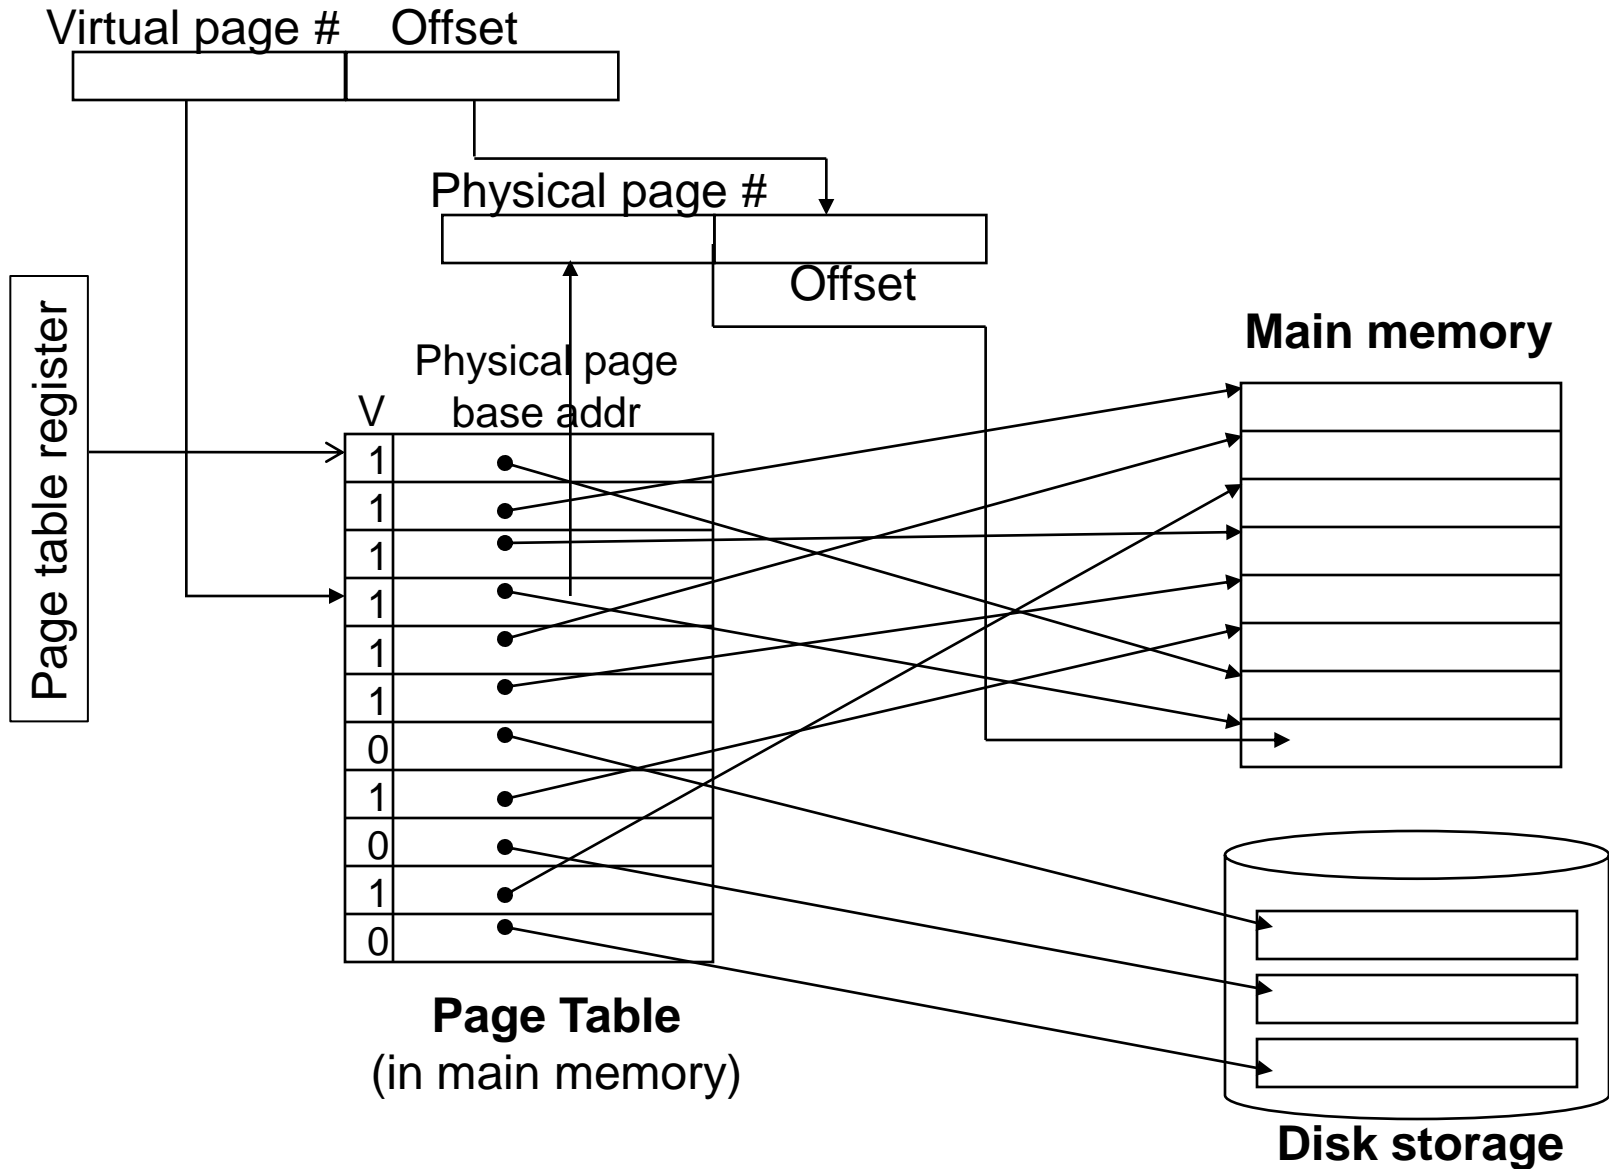 Virtual page # Offset
Physical page #
Offset
Page table register
Main memory
Physical page
V base addr
1
1
1
1
1
1
0
1
0
1
0
Page Table
(in main memory)
Disk storage